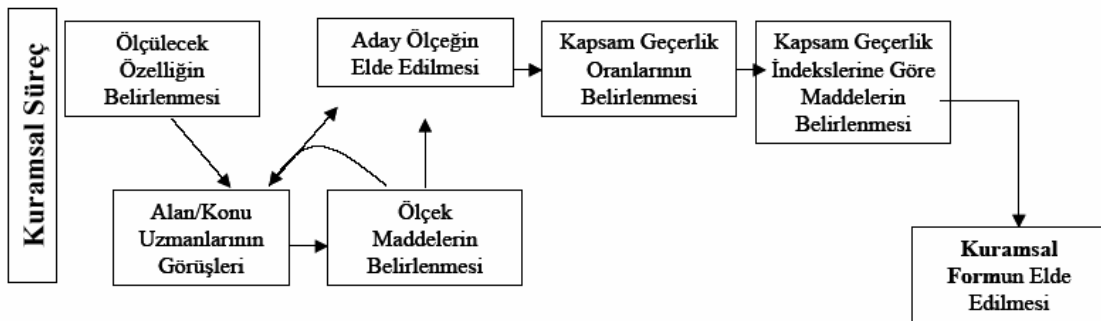 Kuramsal Süreç
Ölçülecek
Özelliğin
Belirlenmesi
Alan/Konu
Uzmanlarının
Görüşleri
Ölçek
Maddelerin
Belirlenmesi
Aday Ölçeğin
Elde Edilmesi
Kapsam Geçerlik
Oranlarının
Belirlenmesi
Kapsam Geçerlik
İndekslerine Göre
Maddelerin
Belirlenmesi
Kuramsal
Formun Elde
Edilmesi